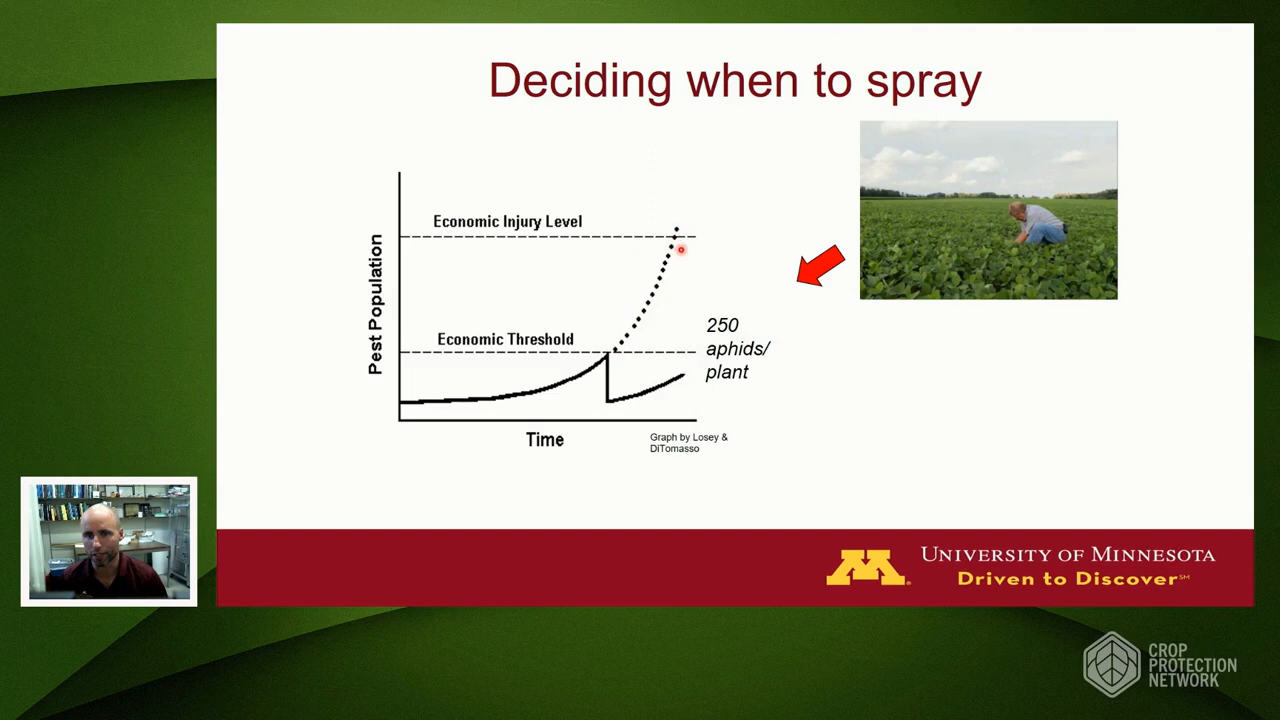 Deciding when to spray
Economic Injury Level
Pest Population
Economic Threshold
250
aphids/
plant
Time
Graph by Losey &
DiTomasso
M
UNIVERSITY OF MINNESOTA
Driven to Discover℠
CROP
PROTECTION
NETWORK